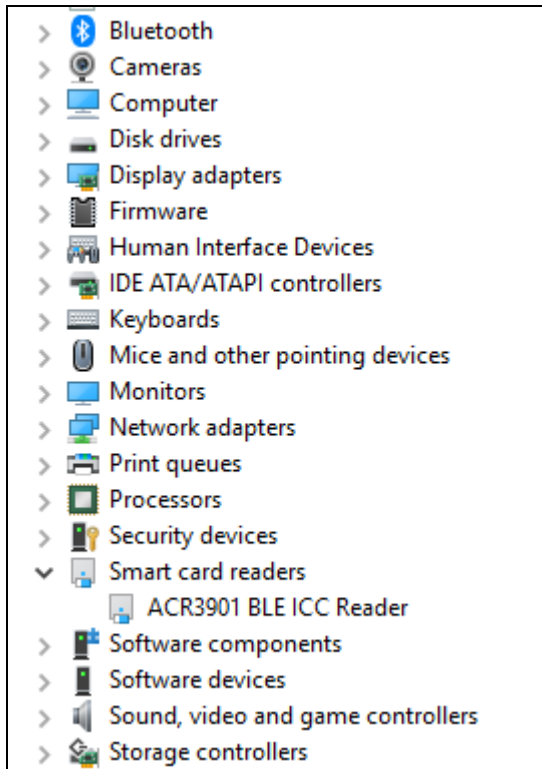 Bluetooth
Cameras
Computer
Disk drives
Display adapters
Firmware
Human Interface Devices
IDE ATA/ATAPI controllers
Keyboards
Mice and other pointing devices
Monitors
Network adapters
Print queues
Processors
Security devices
Smart card readers
ACR3901 BLE ICC Reader
Software components
Software devices
Sound, video and game controllers
Storage controllers